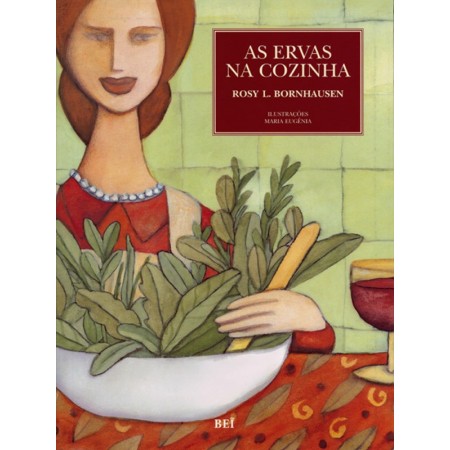 AS ERVAS
NA COZINHA
ROSY L. BORNHAUSEN
ILUSTRAÇÕES
MARIA EUGÊNIA
BEĨ